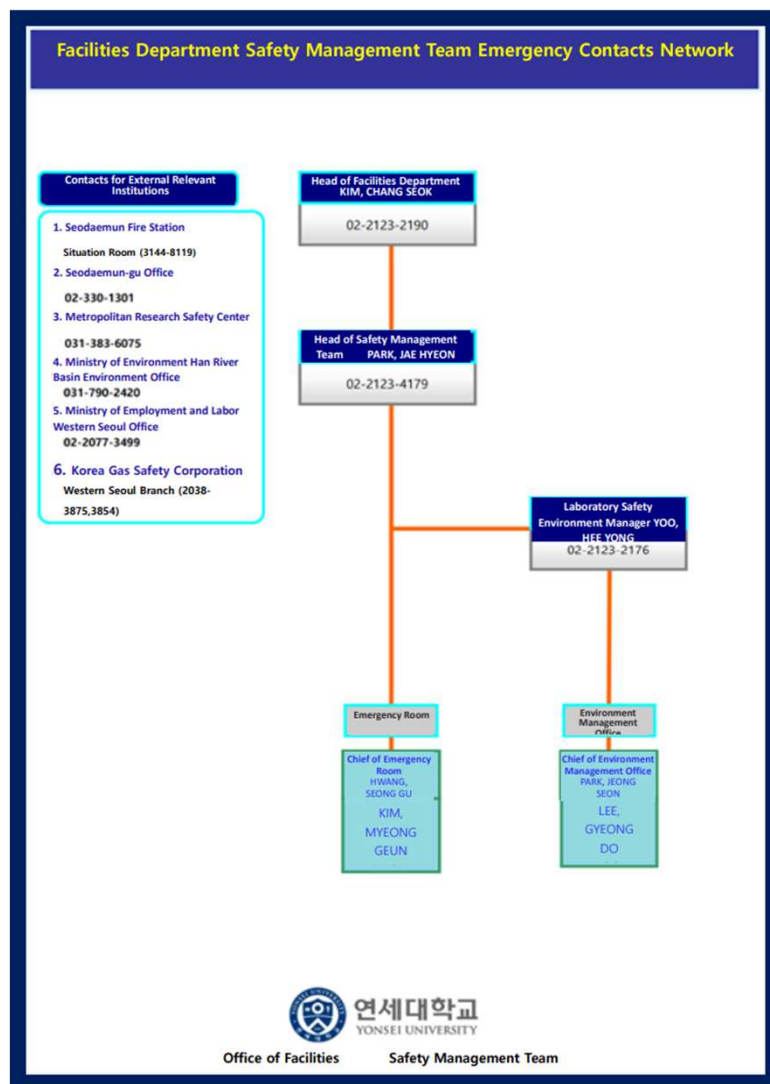 Facilities Department Safety Management Team Emergency Contacts Network
Contacts for External Relevant
Institutions
1. Seodaemun Fire Station
Situation Room (3144-8119)
2. Seodaemun-gu Office
02-330-1301
3. Metropolitan Research Safety Center
031-383-6075
4. Ministry of Environment Han River
Basin Environment Office
031-790-2420
5. Ministry of Employment and Labor
Western Seoul Office
02-2077-3499
6. Korea Gas Safety Corporation
Western Seoul Branch (2038-
3875,3854)
Head of Facilities Department
KIM, CHANG SEOK
02-2123-2190
Head of Safety Management
Team PARK, JAE HYEON
02-2123-4179
Laboratory Safety
Environment Manager YOO,
HEE YONG
02-2123-2176
Emergency Room
Chief of Emergency
Room
HWANG,
SEONG GU
KIM,
MYEONG
GEUN
Environment
Management
Office
Chief of Environment
Management Office
PARK, JEONG
SEON
LEE,
GYEONG
DO
연세대학교
YONSEI UNIVERSITY
Office of Facilities Safety Management Team